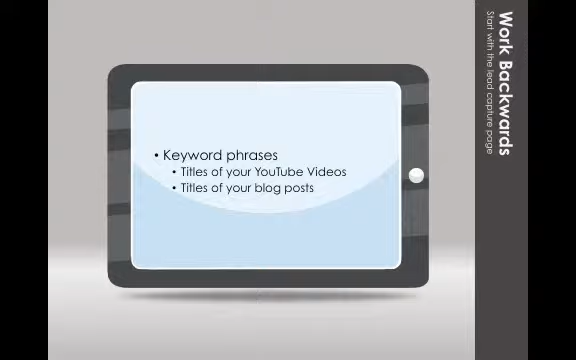 Work Backwards
Start with the lead capture page
• Keyword phrases
• Titles of your YouTube Videos
• Titles of your blog posts